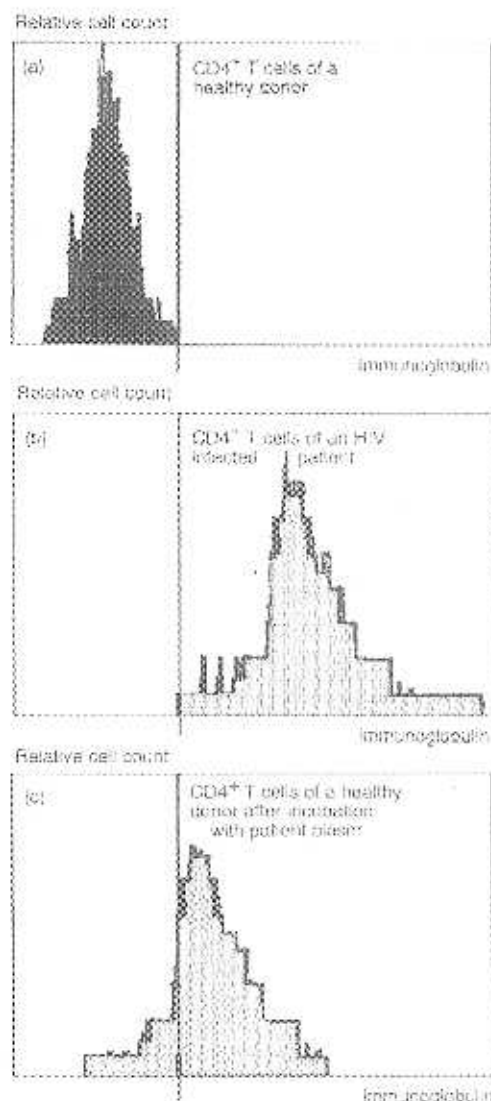 Relative cell count
(a)
CD4+ T cells of a
healthy donor
Immunoglobulin
Relative cell count
(b)
CD4+ T cells of an HIV
infected patient
Immunoglobulin
Relative cell count
(c)
CD4+ T cells of a healthy
donor after incubation
with patient plasma
Immunoglobulin